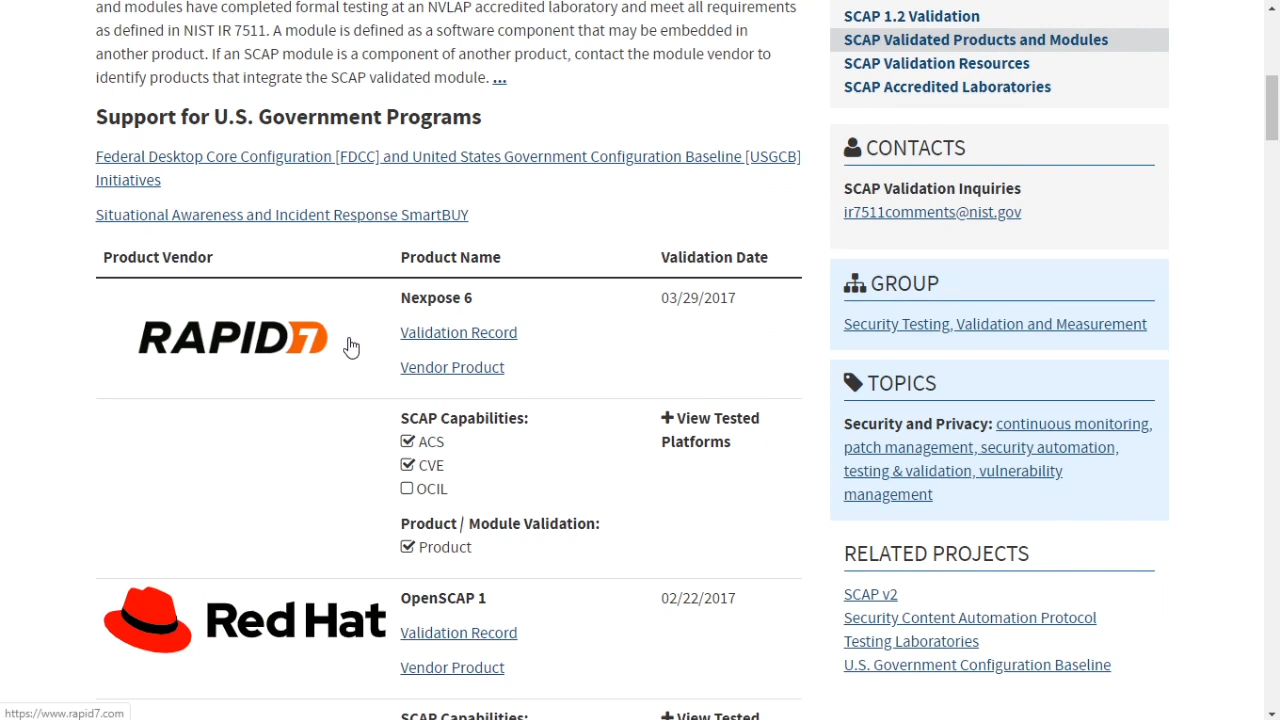 and modules have completed formal testing at an NVLAP accredited laboratory and meet all requirements
as defined in NIST IR 7511. A module is defined as a software component that may be embedded in
another product. If an SCAP module is a component of another product, contact the module vendor to
identify products that integrate the SCAP validated module. ...
Support for U.S. Government Programs
Federal Desktop Core Configuration [FDCC] and United States Government Configuration Baseline [USGCB]
Initiatives
Situational Awareness and Incident Response SmartBUY
Product Vendor Product Name Validation Date
RAPID7
Nexpose 6 03/29/2017
Validation Record
Vendor Product
SCAP Capabilities:
ACS
CVE
OCIL
View Tested
Platforms
Product / Module Validation:
Product
Red Hat
OpenSCAP 1 02/22/2017
Validation Record
Vendor Product
SCAP Capabilities: View Tested
SCAP 1.2 Validation
SCAP Validated Products and Modules
SCAP Validation Resources
SCAP Accredited Laboratories
CONTACTS
SCAP Validation Inquiries
ir7511comments@nist.gov
GROUP
Security Testing, Validation and Measurement
TOPICS
Security and Privacy: continuous monitoring,
patch management, security automation,
testing & validation, vulnerability
management
RELATED PROJECTS
SCAP v2
Security Content Automation Protocol
Testing Laboratories
U.S. Government Configuration Baseline
https://www.rapid7.com